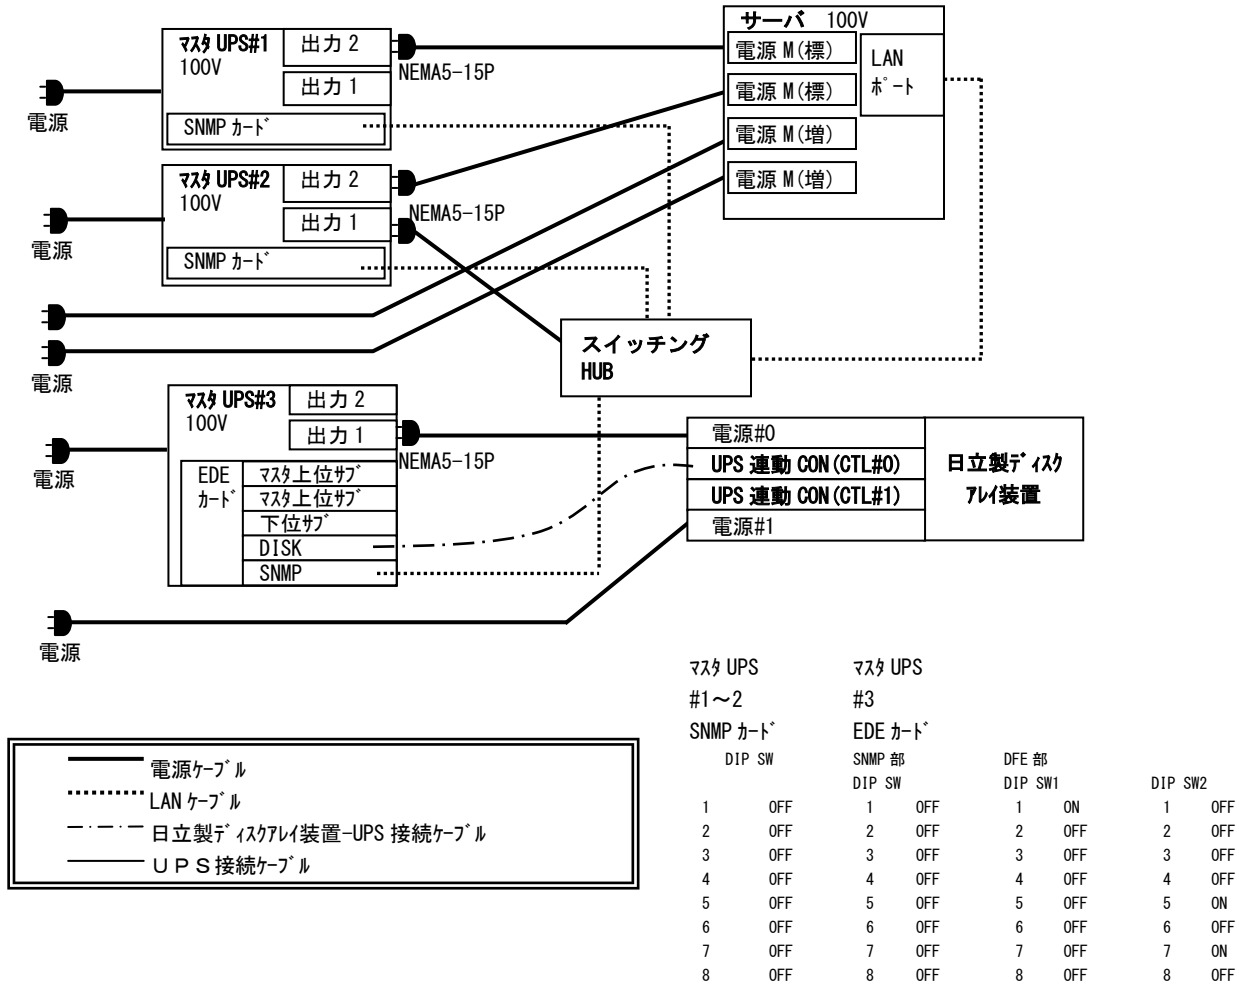 サーバ 100V
電源 M(標)
電源 M(標)
電源 M(増)
電源 M(増)
LAN
ﾎﾟｰﾄ
ﾏｽﾀ UPS#1
100V
出力 2
出力 1
SNMP ｶｰﾄﾞ
NEMA5-15P
電源
ﾏｽﾀ UPS#2
100V
出力 2
出力 1
SNMP ｶｰﾄﾞ
NEMA5-15P
電源
電源
スイッチング
HUB
ﾏｽﾀ UPS#3
100V
出力 2
出力 1
NEMA5-15P
電源
EDE
ｶｰﾄﾞ
ﾏｽﾀ上位ｻﾌﾞ
ﾏｽﾀ上位ｻﾌﾞ
下位ｻﾌﾞ
DISK
SNMP
電源#0
UPS 連動 CON(CTL#0)
UPS 連動 CON(CTL#1)
電源#1
日立製ﾃﾞｨｽｸ
ｱﾚｲ装置
電源
電源ｹｰﾌﾞﾙ
LAN ｹｰﾌﾞﾙ
日立製ﾃﾞｨｽｸｱﾚｲ装置-UPS 接続ｹｰﾌﾞﾙ
ＵＰＳ接続ｹｰﾌﾞﾙ
ﾏｽﾀ UPS ﾏｽﾀ UPS
#1～2 #3
SNMP ｶｰﾄﾞ EDE ｶｰﾄﾞ
DIP SW SNMP 部 DFE 部
DIP SW DIP SW1 DIP SW2
1 OFF 1 OFF 1 ON 1 OFF
2 OFF 2 OFF 2 OFF 2 OFF
3 OFF 3 OFF 3 OFF 3 OFF
4 OFF 4 OFF 4 OFF 4 OFF
5 OFF 5 OFF 5 OFF 5 ON
6 OFF 6 OFF 6 OFF 6 OFF
7 OFF 7 OFF 7 OFF 7 ON
8 OFF 8 OFF 8 OFF 8 OFF